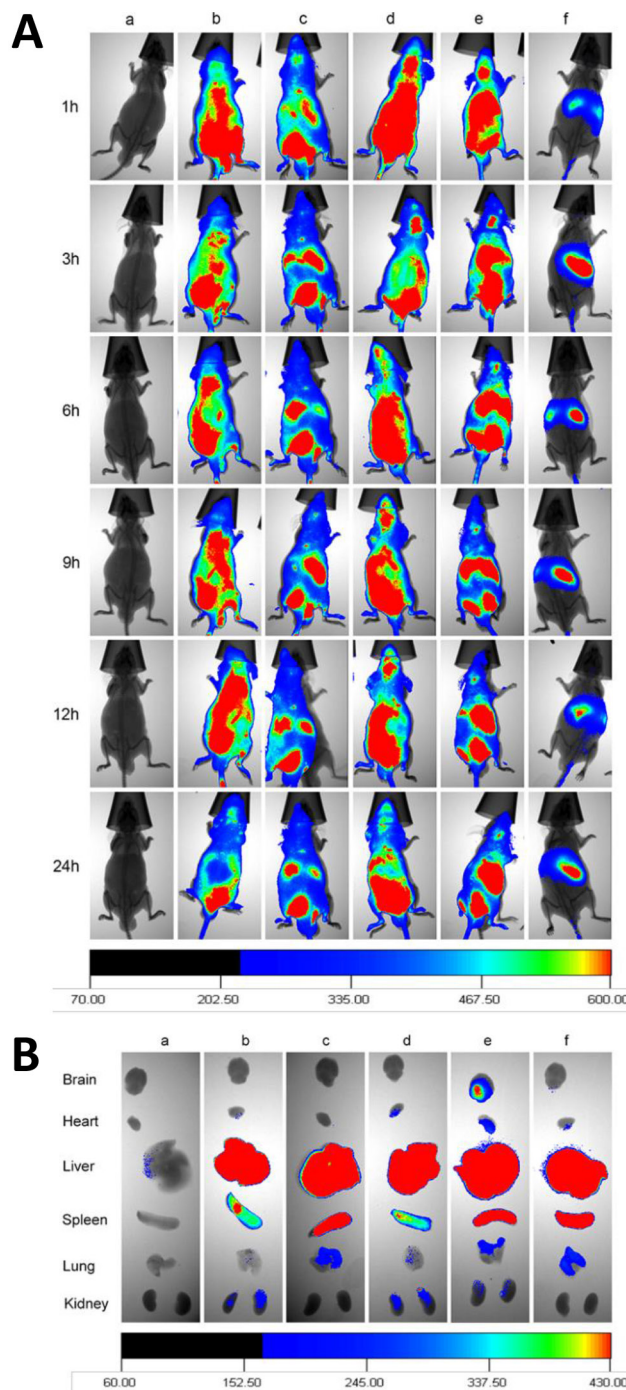 A
a b c d e f
1h
3h
6h
9h
12h
24h
70.00 202.50 335.00 467.50 600.00
B
a b c d e f
Brain
Heart
Liver
Spleen
Lung
Kidney
60.00 152.50 245.00 337.50 430.00